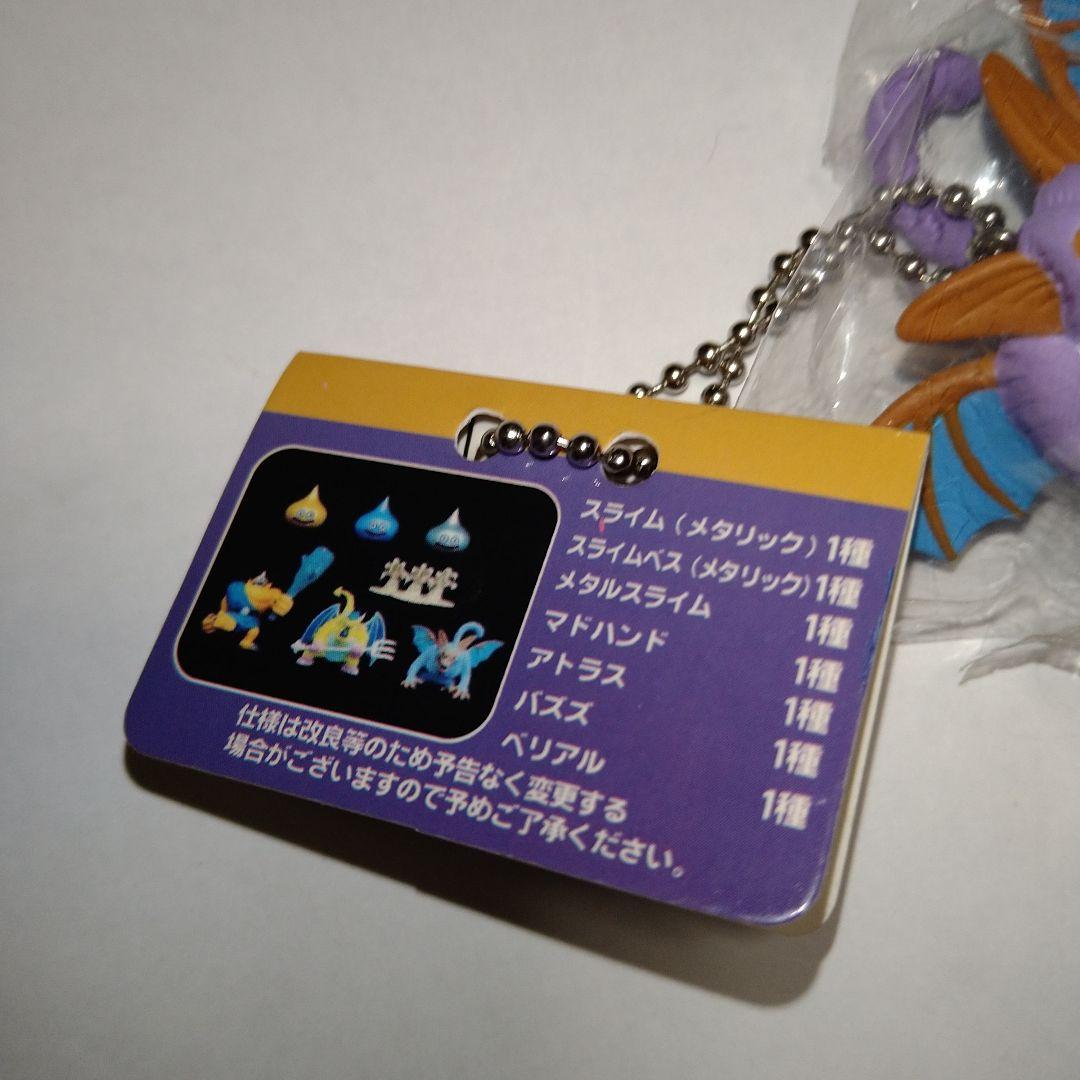 スライム（メタリック）1種
スライムベス（メタリック）1種
メタルスライム 1種
マドハンド 1種
アトラス 1種
バズズ 1種
ベリアル 1種
仕様は改良等のため予告なく変更する
場合がございますので予めご了承ください。